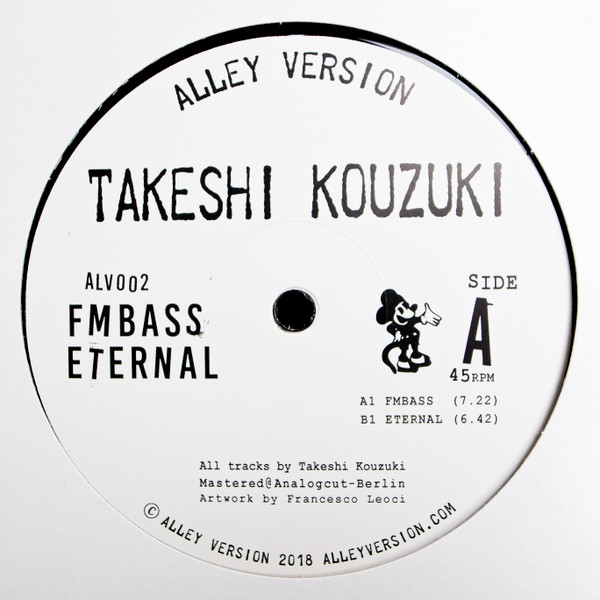 ALLEY VERSION
TAKESHI KOUZUKI
ALV002
FMBASS
ETERNAL
SIDE
A
45RPM
A1 FMBASS (7.22)
B1 ETERNAL (6.42)
All tracks by Takeshi Kouzuki
Mastered@Analogcut-Berlin
Artwork by Francesco Leoci
© ALLEY VERSION 2018 ALLEYVERSION.COM